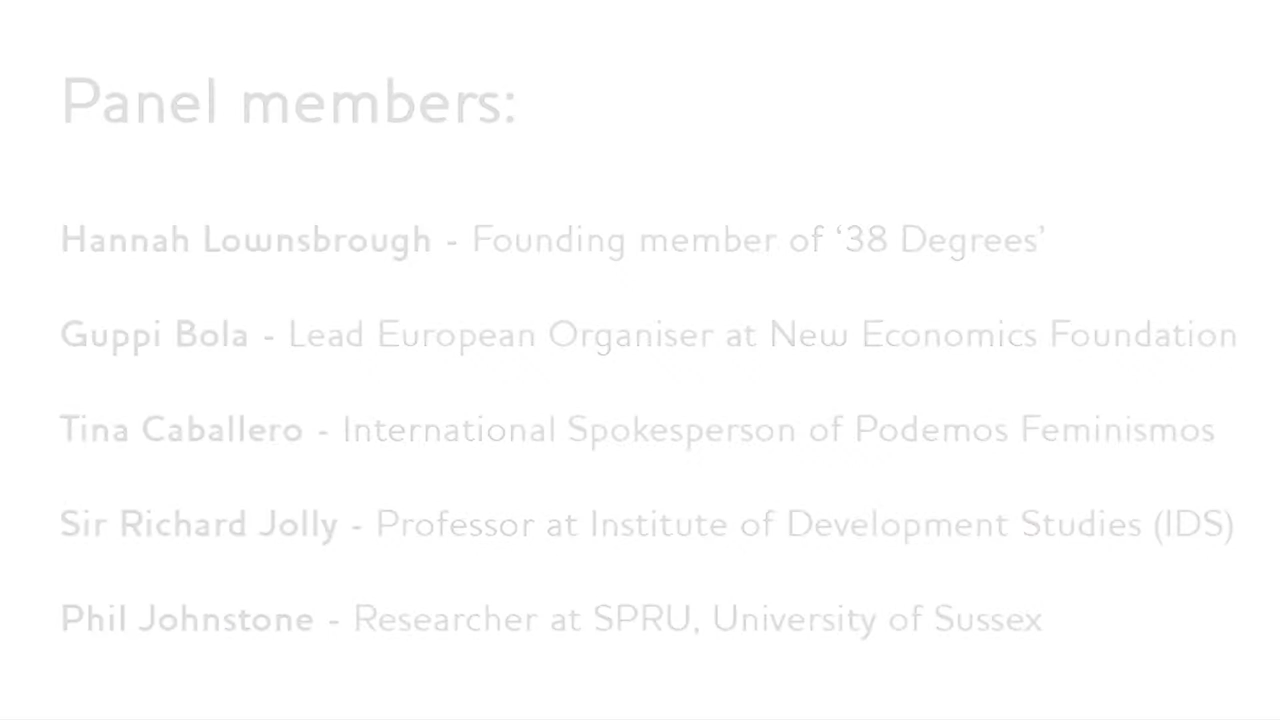 Panel members:
Hannah Lownsbrough - Founding member of ‘38 Degrees’
Guppi Bola - Lead European Organiser at New Economics Foundation
Tina Caballero - International Spokesperson of Podemos Feminismos
Sir Richard Jolly - Professor at Institute of Development Studies (IDS)
Phil Johnstone - Researcher at SPRU, University of Sussex